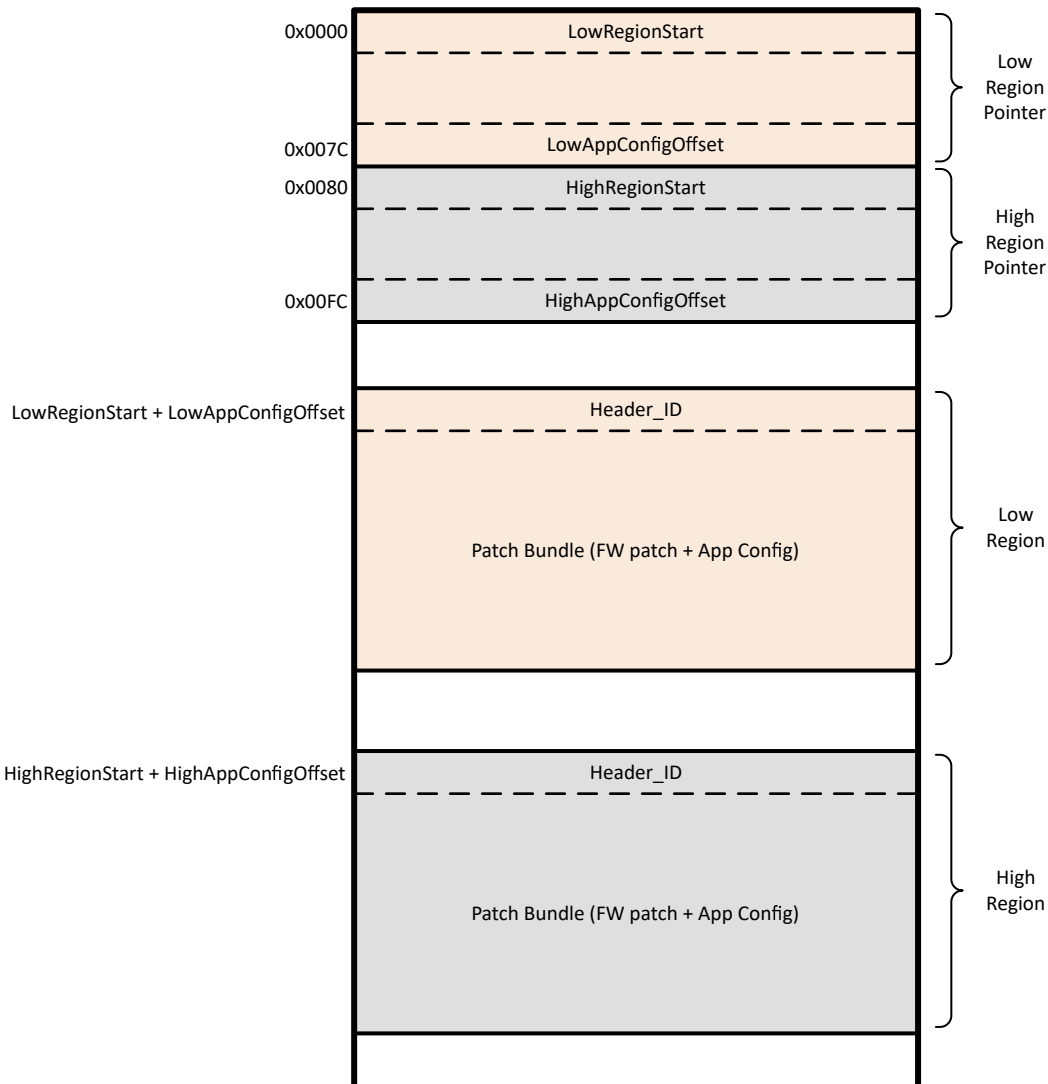 0x0000
LowRegionStart
Low
Region
Pointer
0x007C
LowAppConfigOffset
0x0080
HighRegionStart
High
Region
Pointer
0x00FC
HighAppConfigOffset
LowRegionStart + LowAppConfigOffset
Header_ID
Low
Region
Patch Bundle (FW patch + App Config)
HighRegionStart + HighAppConfigOffset
Header_ID
High
Region
Patch Bundle (FW patch + App Config)